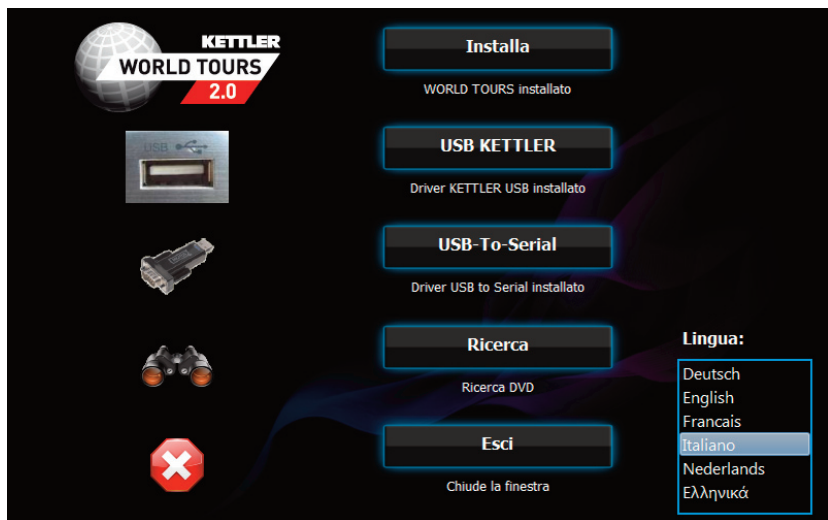 KETTLER
WORLD TOURS
2.0
Installa
WORLD TOURS installato
USB
USB KETTLER
Driver KETTLER USB installato
USB-To-Serial
Driver USB to Serial installato
Ricerca
Ricerca DVD
Esci
Chiude la finestra
Lingua:
Deutsch
English
Francais
Italiano
Nederlands
Ελληνικά